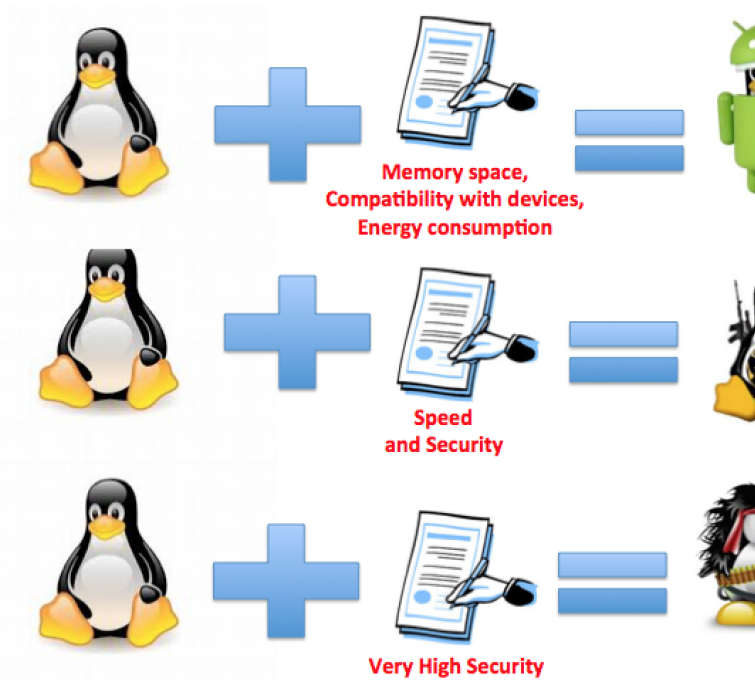 Memory space,
Compatibility with devices,
Energy consumption
Speed
and Security
Very High Security